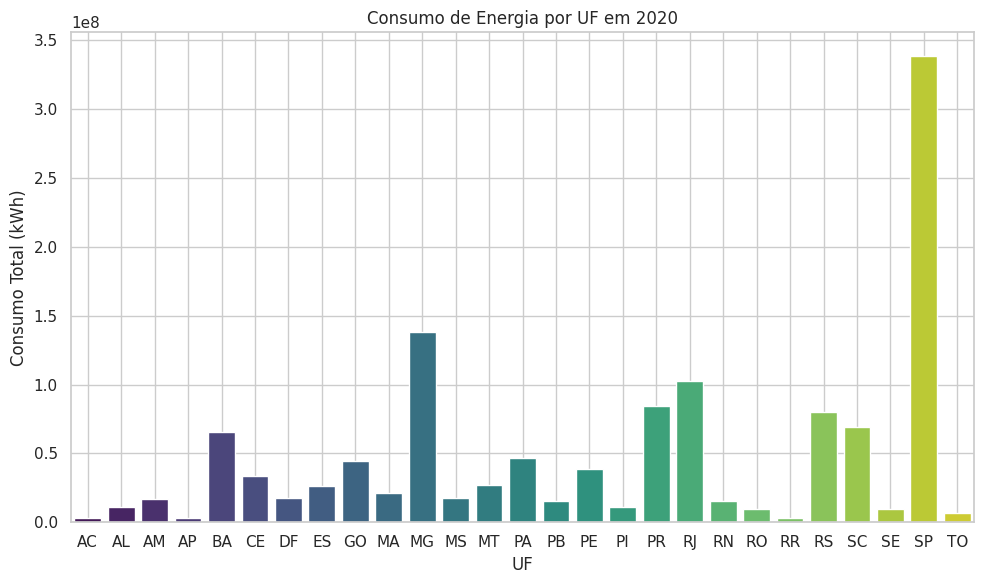 Consumo de Energia por UF em 2020
1e8
3.5
3.0
2.5
2.0
1.5
1.0
0.5
0.0
Consumo Total (kWh)
AC AL AM AP BA CE DF ES GO MA MG MS MT PA PB PE PI PR RJ RN RO RR RS SC SE SP TO
UF